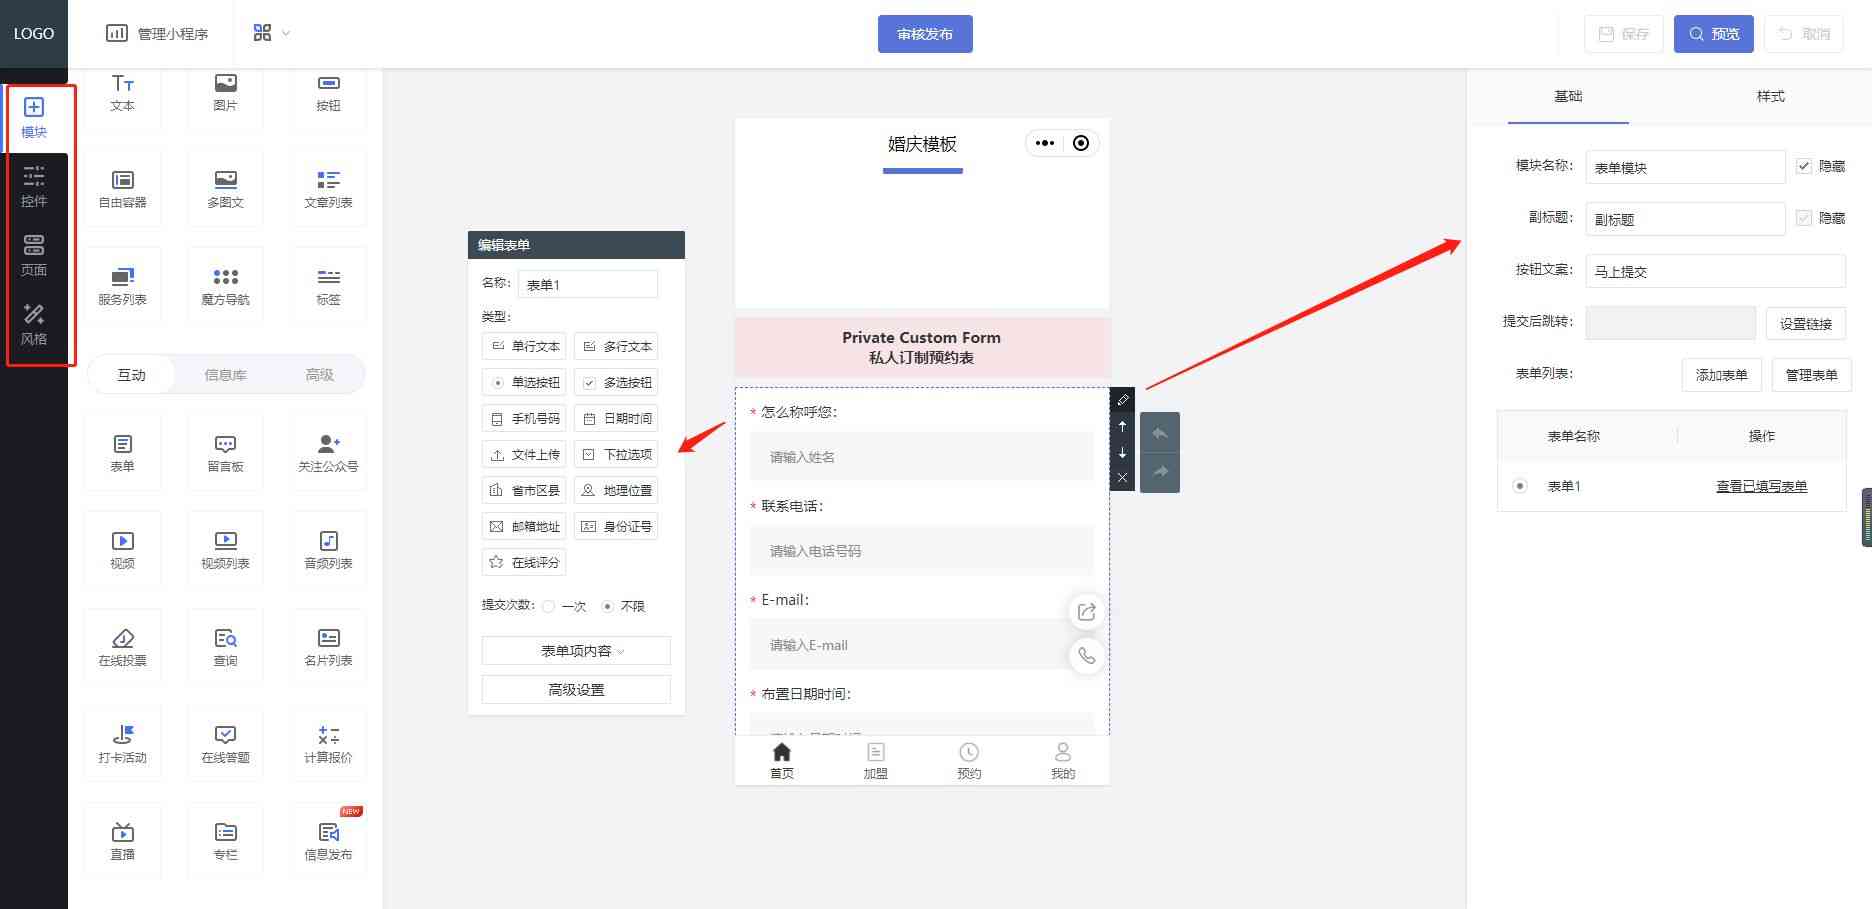 LOGO
管理小程序
审核发布
保存
预览
取消
模块
控件
页面
风格
文本
图片
按钮
自由容器
多图文
文章列表
服务列表
魔方导航
标签
互动
信息库
高级
表单
留言板
关注公众号
视频
视频列表
音频列表
在线投票
查询
名片列表
打卡活动
在线答题
计算报价
NEW
直播
专栏
信息发布
编辑表单
名称:
表单1
类型:
单行文本
多行文本
单选按钮
多选按钮
手机号码
日期时间
文件上传
下拉选项
省市区县
地理位置
邮箱地址
身份证号
在线评分
提交次数:
一次
不限
表单项内容
高级设置
婚庆模板
Private Custom Form
私人订制预约表
* 怎么称呼您:
请输入姓名
* 联系电话:
请输入电话号码
* E-mail:
请输入E-mail
* 布置日期时间:
首页
加盟
预约
我的
基础
样式
模块名称:
表单模块
隐藏
副标题:
副标题
隐藏
按钮文案:
马上提交
提交后跳转:
设置链接
表单列表:
添加表单
管理表单
表单名称
操作
表单1
查看已填写表单